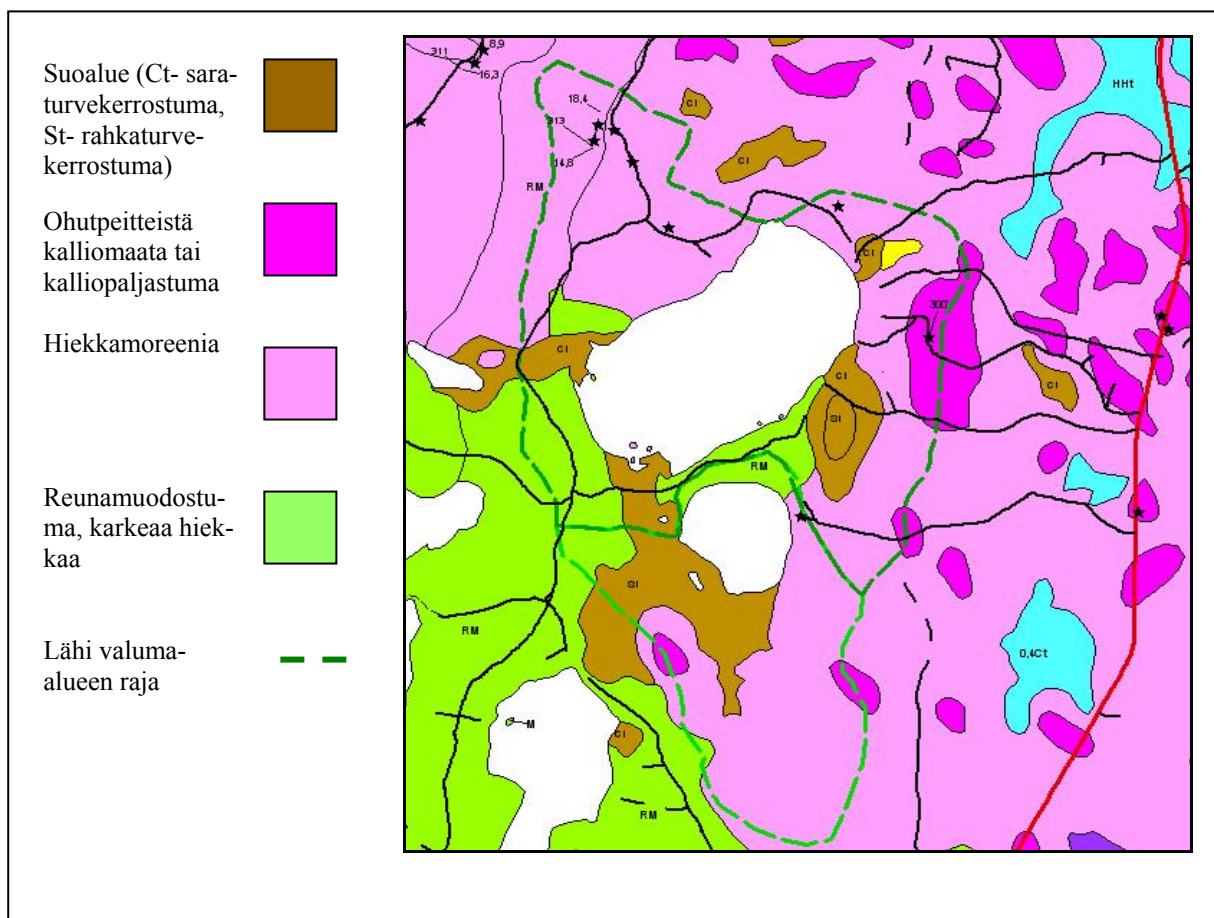 Suoalue (Ct- sara-
turvekerrostuma,
St- rahkaturve-
kerrostuma)
Ohutpeitteistä
kalliomaata tai
kalliopaljastuma
Hiekkamoreenia
Reunamuodostu-
ma, karkeaa hiek-
kaa
Lähi valuma-
alueen raja
311
8,9
16,3
18,4
313
14,8
RM
Ct
Ct
HHt
Ct
300
Ct
Ct
St
Ct
RM
St
RM
0,4Ct
M
Ct
RM